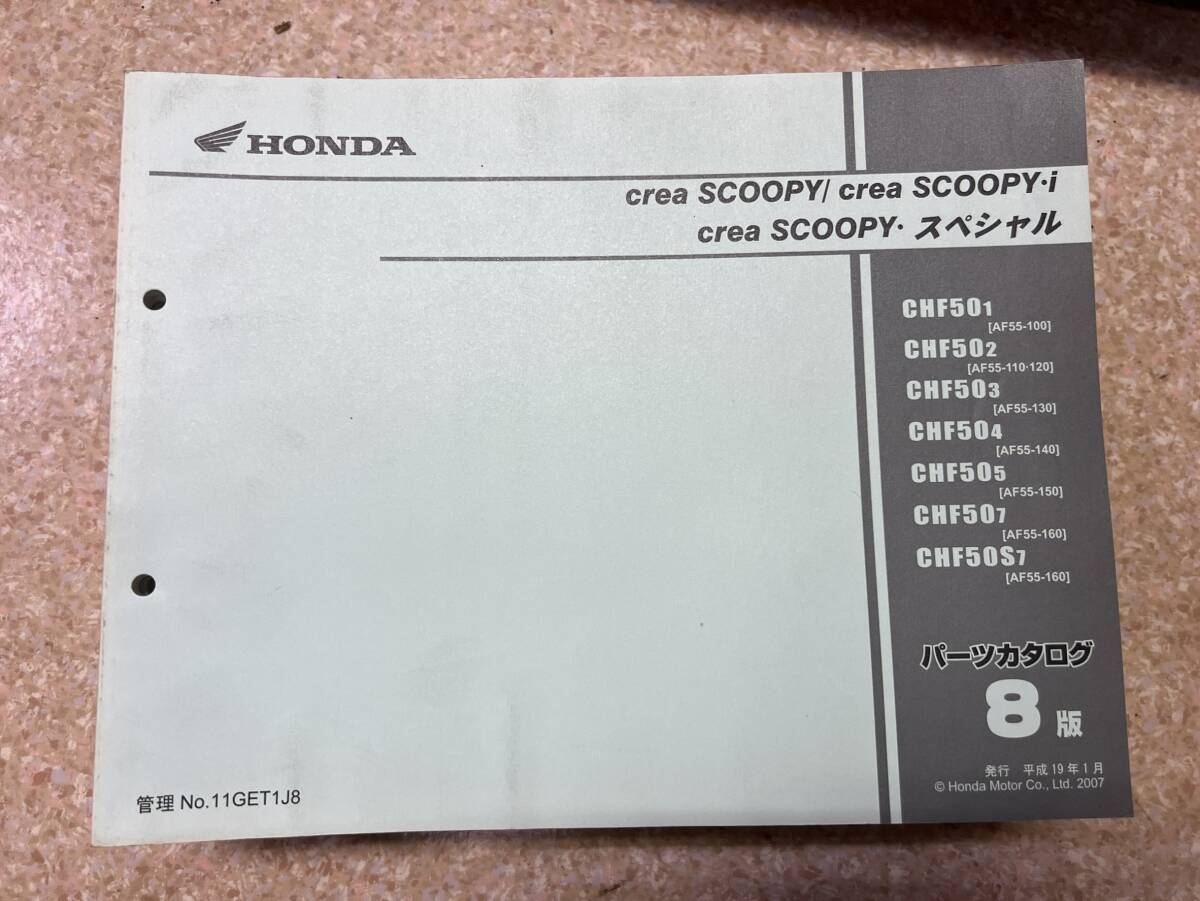 HONDA
crea SCOOPY/ crea SCOOPY·i
crea SCOOPY· スペシャル
CHF501
[AF55-100]
CHF502
[AF55-110·120]
CHF503
[AF55-130]
CHF504
[AF55-140]
CHF505
[AF55-150]
CHF507
[AF55-160]
CHF50S7
[AF55-160]
パーツカタログ
8版
発行 平成19年1月
© Honda Motor Co., Ltd. 2007
管理 No.11GET1J8